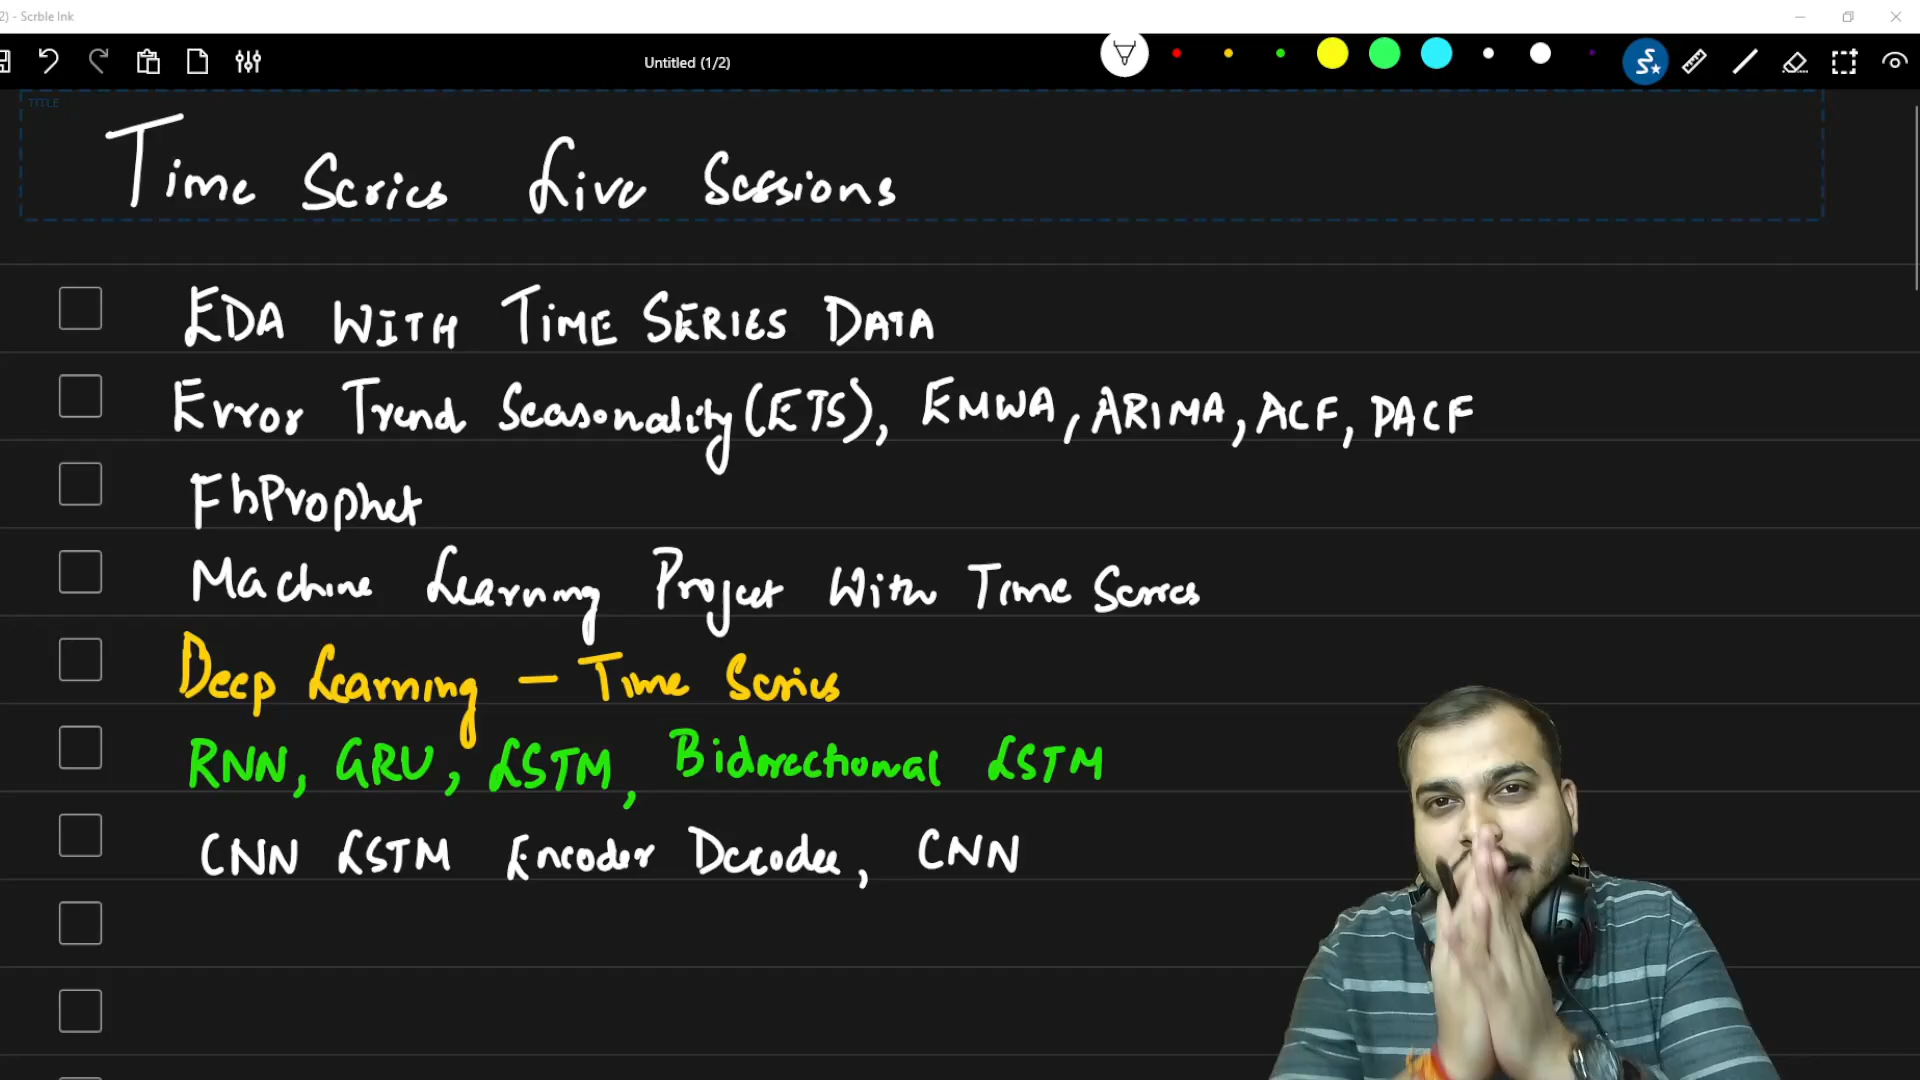 2) - Scrble Ink
Untitled (1/2)
TITLE
Time Series Live Sessions
EDA WITH TIME SERIES DATA
Error Trend Seasonality (ETS), EMWA, ARIMA, ACF, PACF
FbProphet
Machine Learning Project With Time Series
Deep Learning – Time Series
RNN, GRU, LSTM, Bidirectional LSTM
CNN LSTM Encoder Decoder, CNN